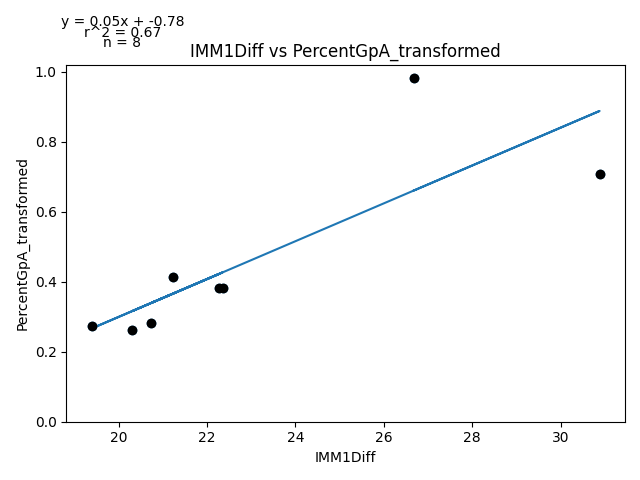 y = 0.05x + -0.78
r^2 = 0.67
n = 8
IMM1Diff vs PercentGpA_transformed
1.0
0.8
0.6
0.4
0.2
0.0
PercentGpA_transformed
20 22 24 26 28 30
IMM1Diff